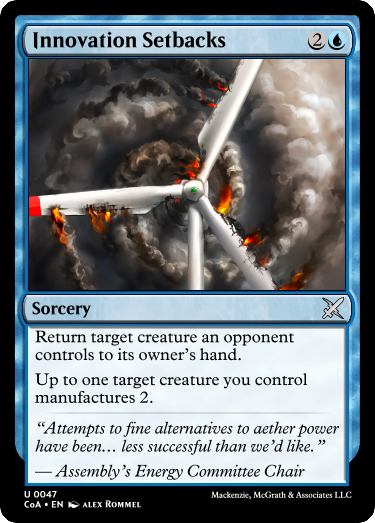 Innovation Setbacks 2
Sorcery
Return target creature an opponent
controls to its owner's hand.
Up to one target creature you control
manufactures 2.
“Attempts to fine alternatives to aether power
have been… less successful than we'd like.”
— Assembly's Energy Committee Chair
U 0047
Mackenzie, McGrath & Associates LLC
CoA • EN ALEX ROMMEL